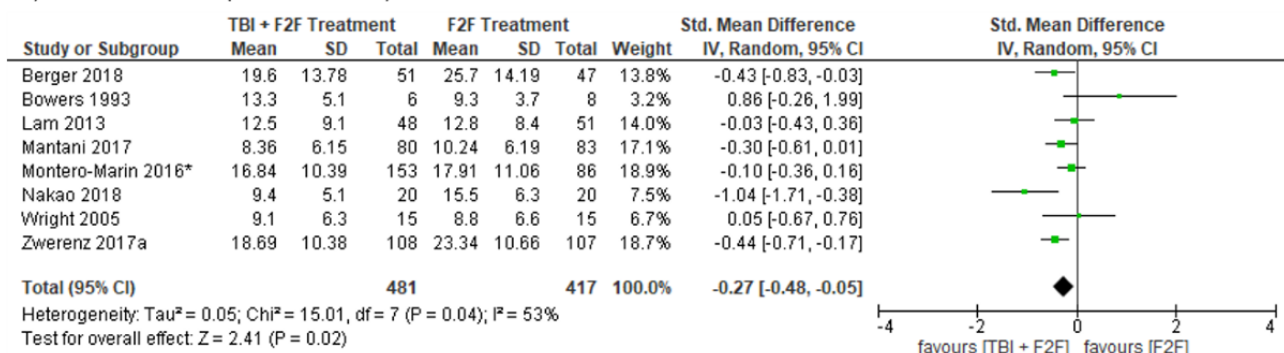 TBI + F2F Treatment F2F Treatment Std. Mean Difference Std. Mean Difference
Study or Subgroup Mean SD Total Mean SD Total Weight IV, Random, 95% CI IV, Random, 95% CI
Berger 2018 19.6 13.78 51 25.7 14.19 47 13.8% -0.43 [-0.83, -0.03]
Bowers 1993 13.3 5.1 6 9.3 3.7 8 3.2% 0.86 [-0.26, 1.99]
Lam 2013 12.5 9.1 48 12.8 8.4 51 14.0% -0.03 [-0.43, 0.36]
Mantani 2017 8.36 6.15 80 10.24 6.19 83 17.1% -0.30 [-0.61, 0.01]
Montero-Marin 2016* 16.84 10.39 153 17.91 11.06 86 18.9% -0.10 [-0.36, 0.16]
Nakao 2018 9.4 5.1 20 15.5 6.3 20 7.5% -1.04 [-1.71, -0.38]
Wright 2005 9.1 6.3 15 8.8 6.6 15 6.7% 0.05 [-0.67, 0.76]
Zwerenz 2017a 18.69 10.38 108 23.34 10.66 107 18.7% -0.44 [-0.71, -0.17]
Total (95% CI) 481 417 100.0% -0.27 [-0.48, -0.05]
Heterogeneity: Tau² = 0.05; Chi² = 15.01, df = 7 (P = 0.04); I² = 53%
Test for overall effect: Z = 2.41 (P = 0.02)
-4 -2 0 2 4
favours [TBI + F2F] favours [F2F]